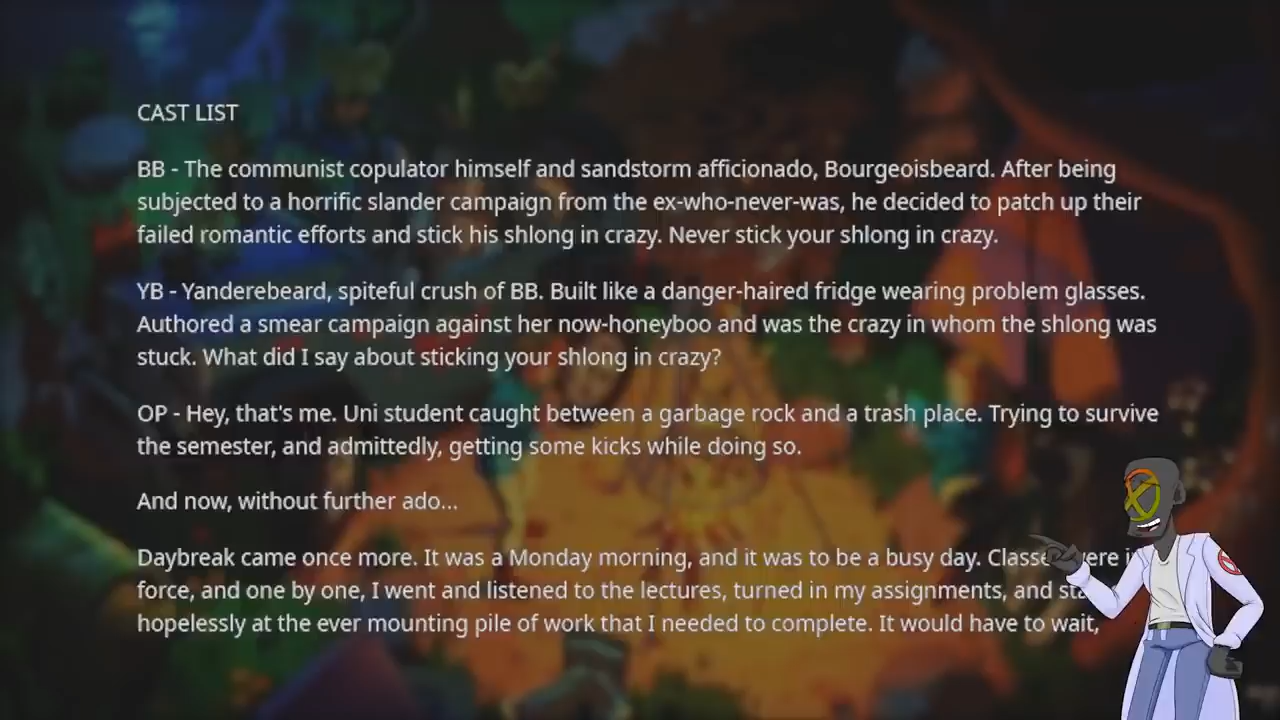 CAST LIST
BB - The communist copulator himself and sandstorm afficionado, Bourgeoisbeard. After being
subjected to a horrific slander campaign from the ex-who-never-was, he decided to patch up their
failed romantic efforts and stick his shlong in crazy. Never stick your shlong in crazy.
YB - Yanderebeard, spiteful crush of BB. Built like a danger-haired fridge wearing problem glasses.
Authored a smear campaign against her now-honeyboo and was the crazy in whom the shlong was
stuck. What did I say about sticking your shlong in crazy?
OP - Hey, that's me. Uni student caught between a garbage rock and a trash place. Trying to survive
the semester, and admittedly, getting some kicks while doing so.
And now, without further ado...
Daybreak came once more. It was a Monday morning, and it was to be a busy day.
force, and one by one, I went and listened to the lectures, turned in my assignments, and
hopelessly at the ever mounting pile of work that I needed to complete. It would have to wait,